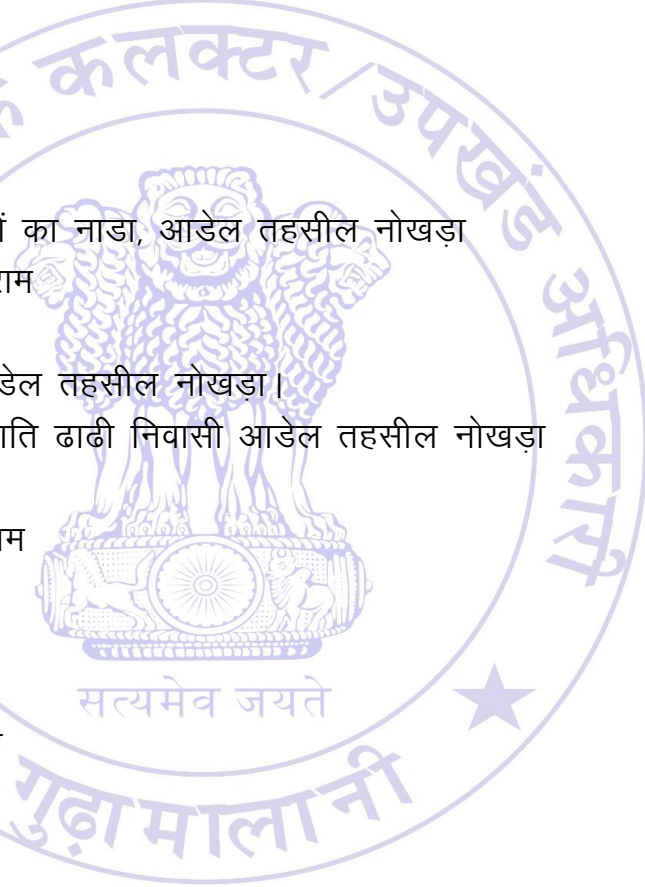 कलक्टर/उपखंड अधिकारी
का नाडा, आडेल तहसील नोखड़ा
तहसील नोखड़ा।
ढाढी निवासी आडेल तहसील नोखड़ा
सत्यमेव जयते
गुढ़ामालानी